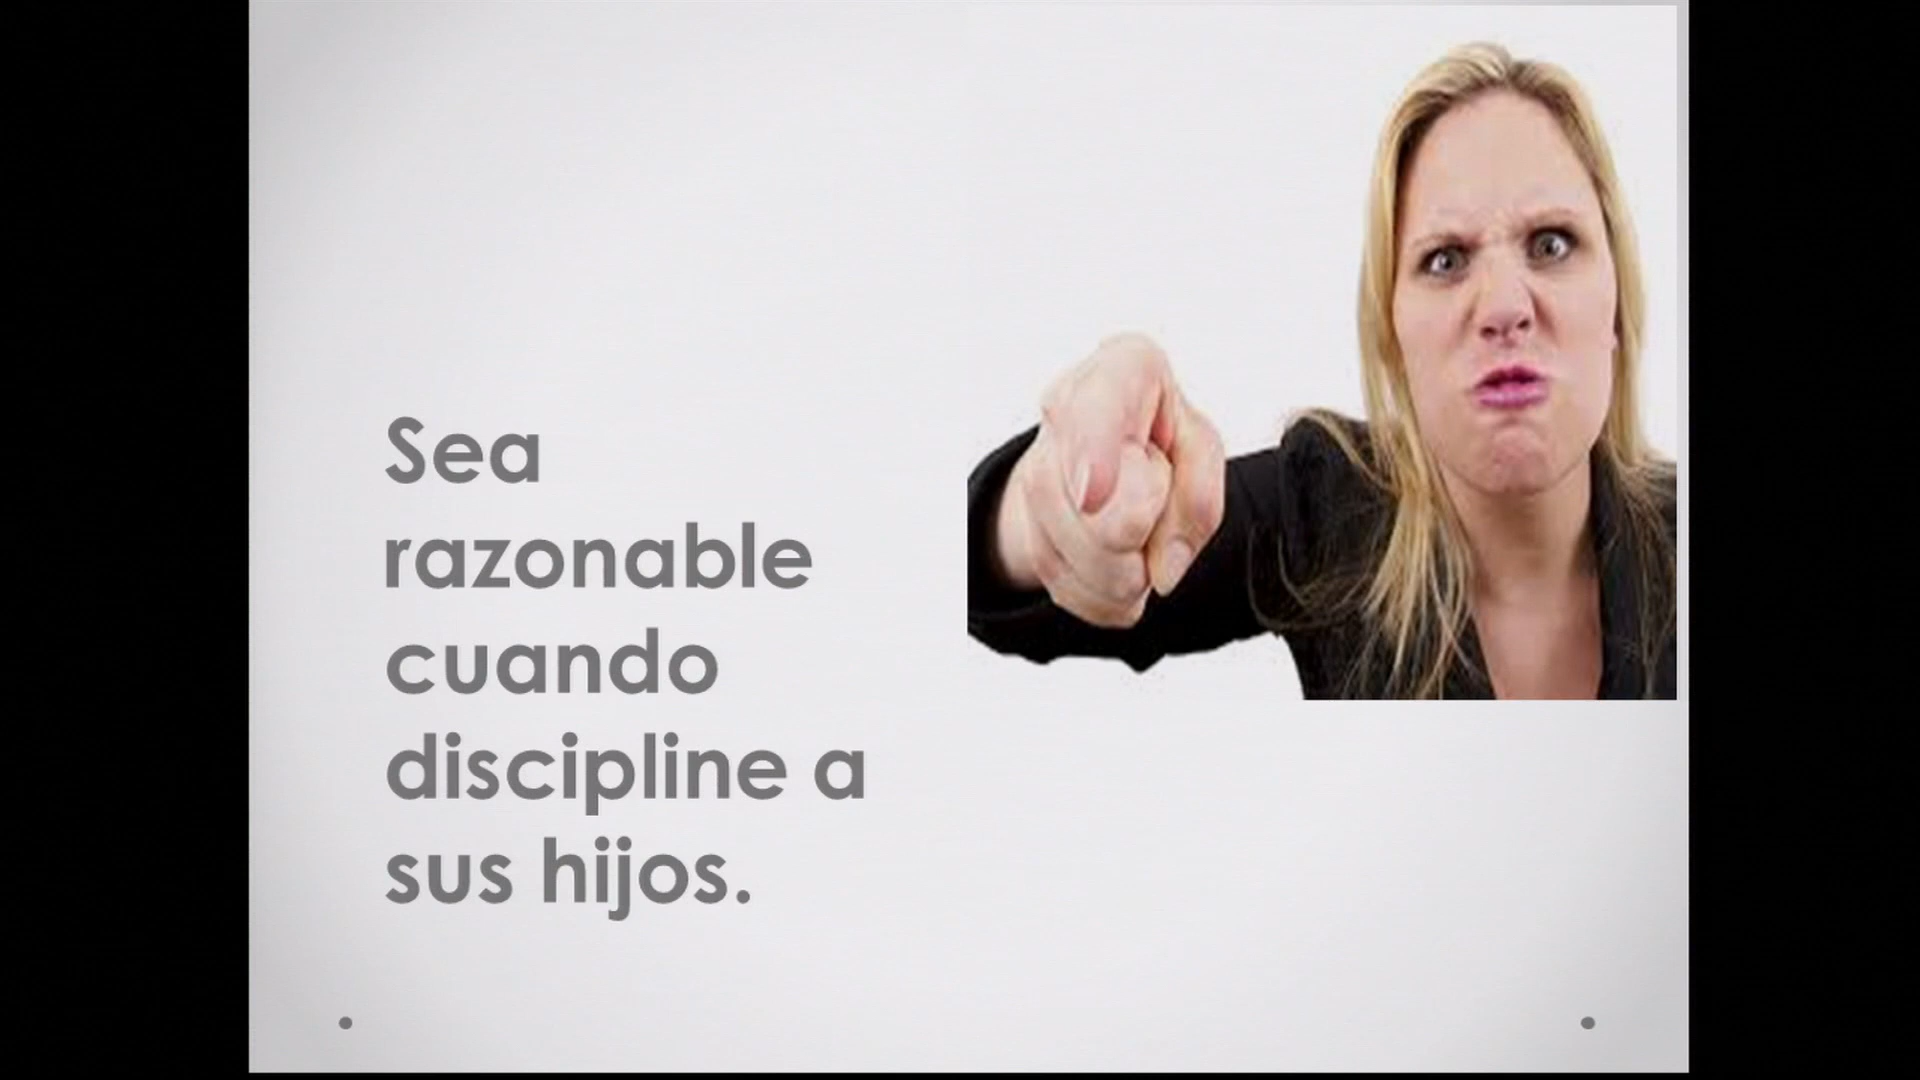 Sea
razonable
cuando
discipline a
sus hijos.